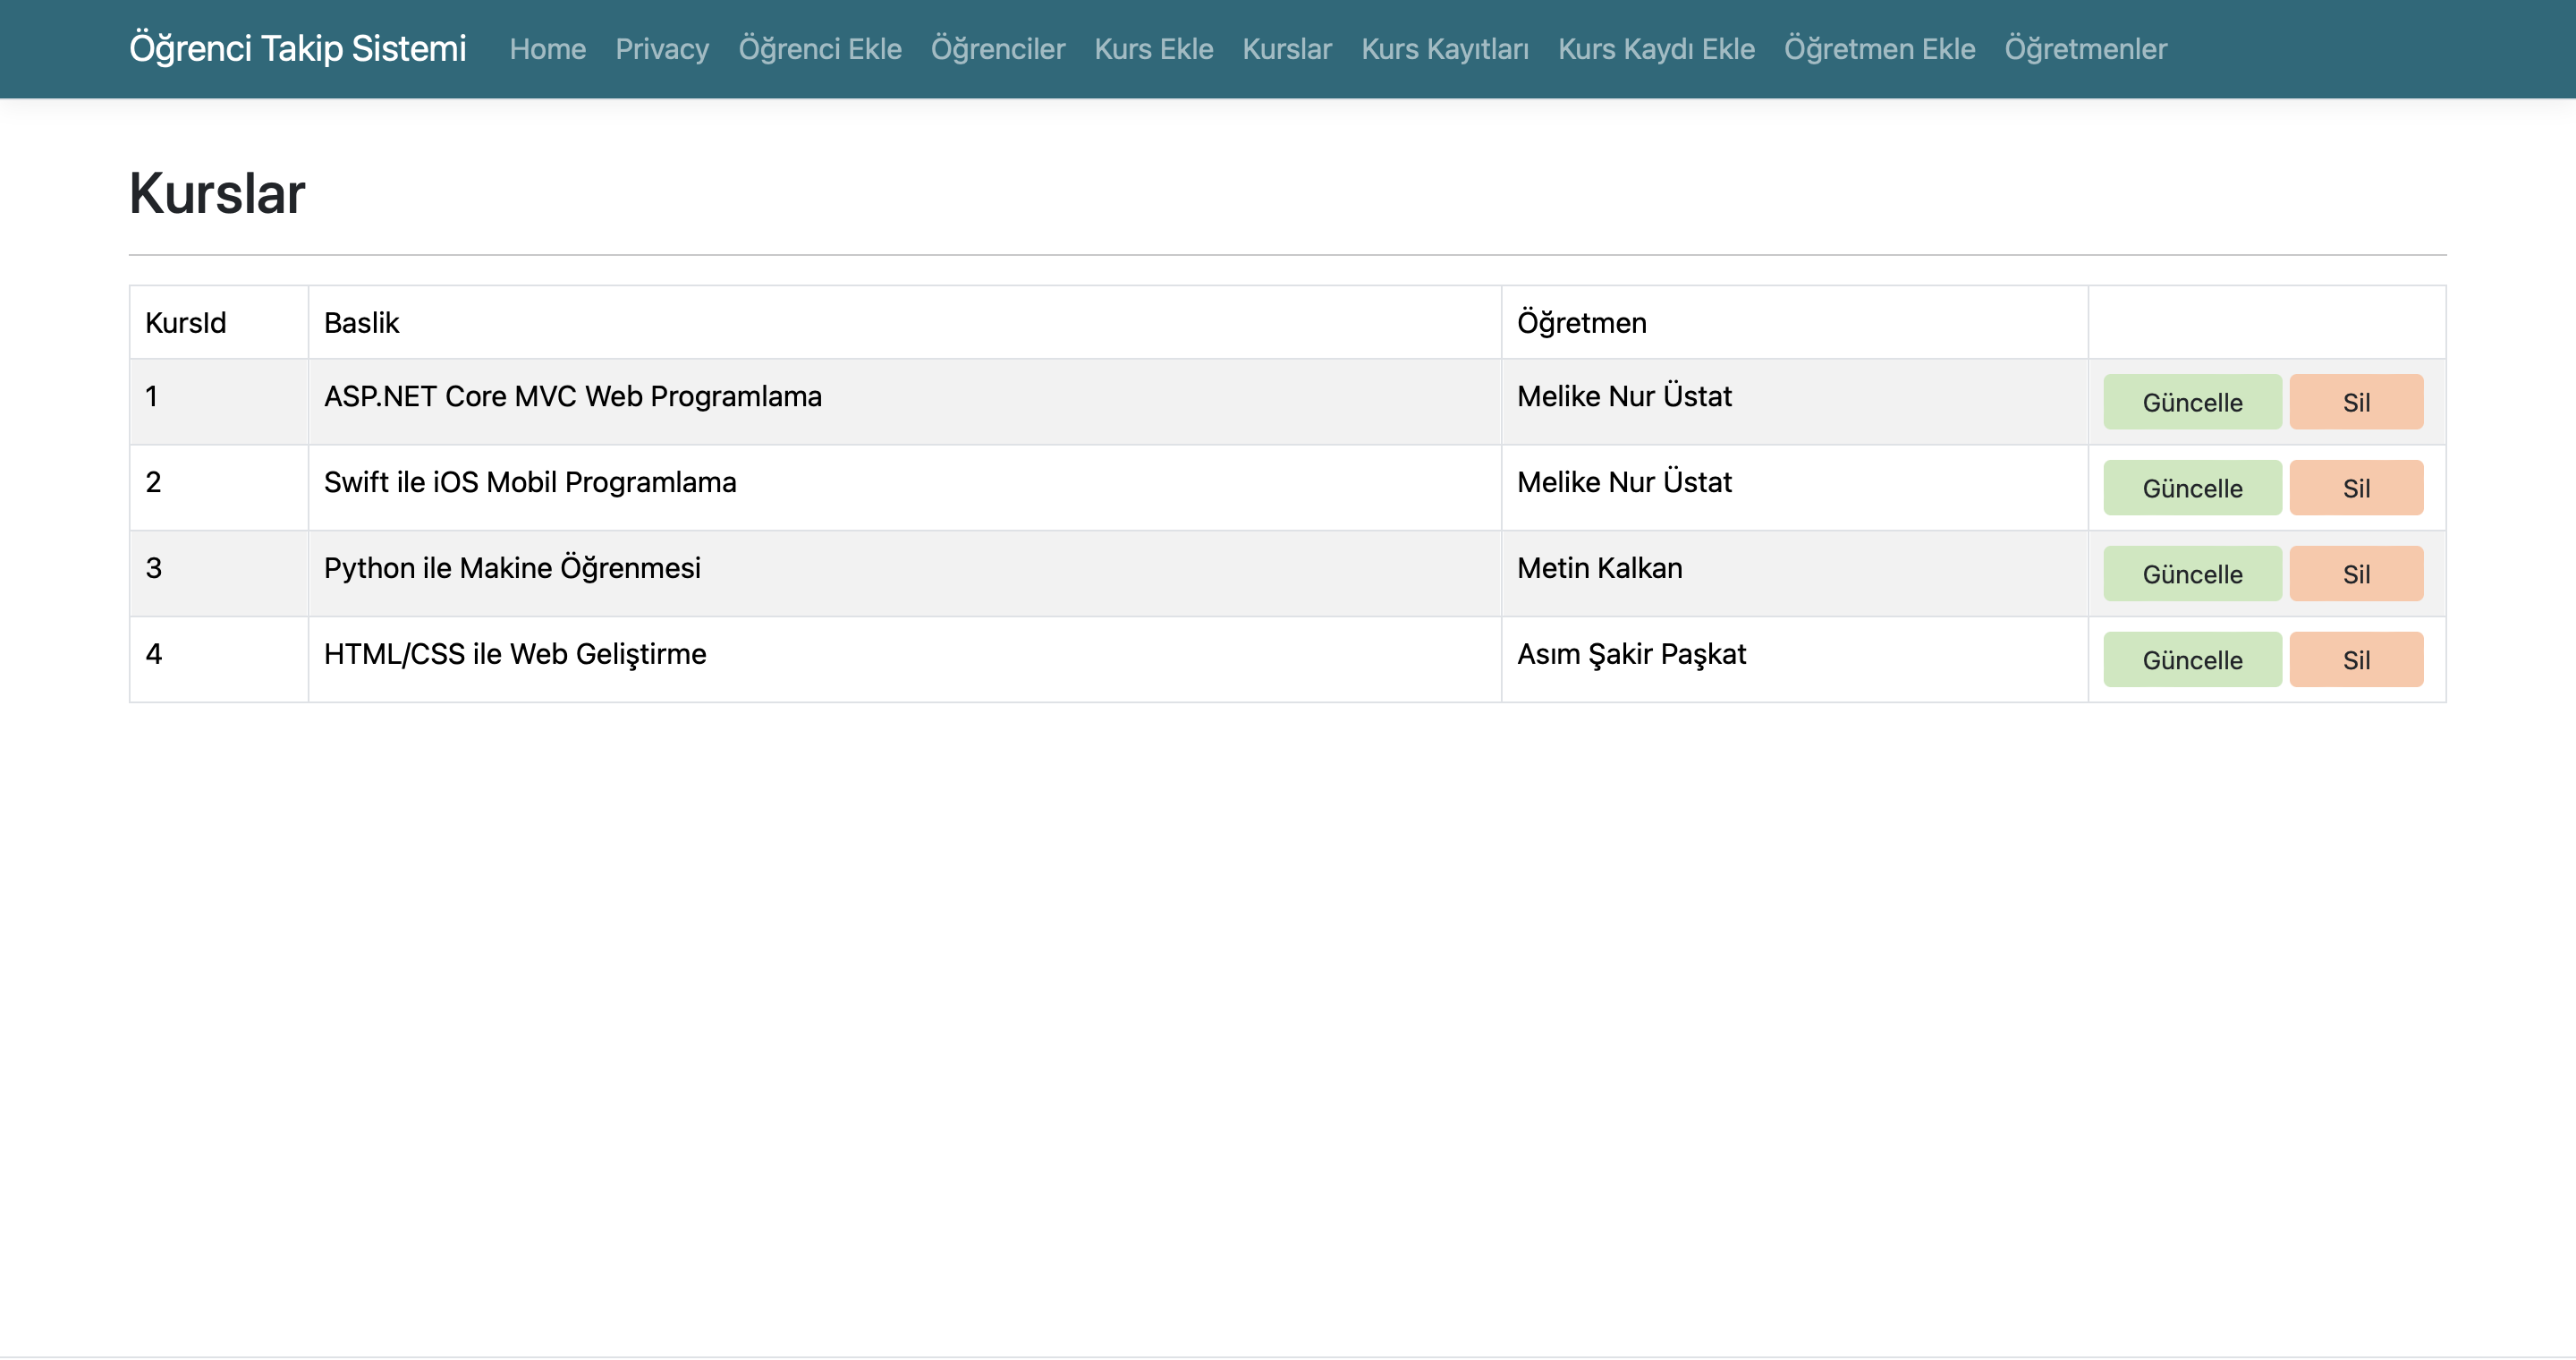 Öğrenci Takip Sistemi Home Privacy Öğrenci Ekle Öğrenciler Kurs Ekle Kurslar Kurs Kayıtları Kurs Kaydı Ekle Öğretmen Ekle Öğretmenler
Kurslar
KursId Baslik Öğretmen
1 ASP.NET Core MVC Web Programlama Melike Nur Üstat Güncelle Sil
2 Swift ile iOS Mobil Programlama Melike Nur Üstat Güncelle Sil
3 Python ile Makine Öğrenmesi Metin Kalkan Güncelle Sil
4 HTML/CSS ile Web Geliştirme Asım Şakir Paşkat Güncelle Sil